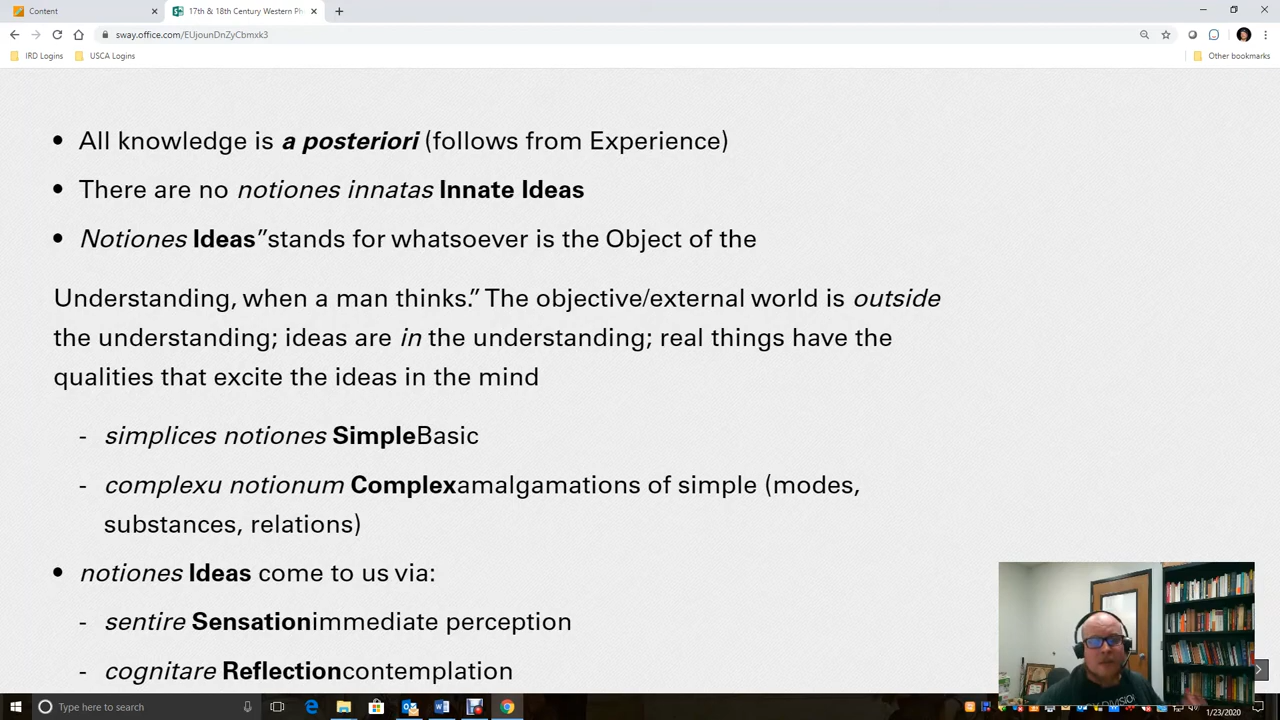 Content
17th & 18th Century Western Ph
sway.office.com/EUjounDnZyCbmxk3
IRD Logins USCA Logins Other bookmarks
• All knowledge is a posteriori (follows from Experience)
• There are no notiones innatas Innate Ideas
• Notiones Ideas”stands for whatsoever is the Object of the
Understanding, when a man thinks.” The objective/external world is outside
the understanding; ideas are in the understanding; real things have the
qualities that excite the ideas in the mind
- simplices notiones SimpleBasic
- complexu notionum Complexamalgamations of simple (modes,
substances, relations)
• notiones Ideas come to us via:
- sentire Sensationimmediate perception
- cognitare Reflectioncontemplation
DIVISION
Type here to search
1/23/2020